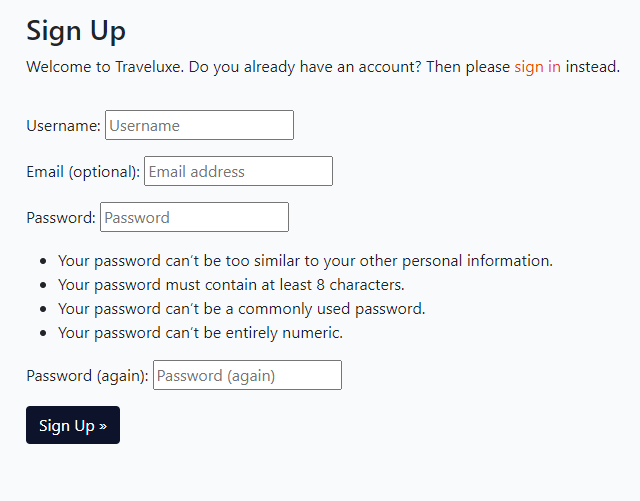 Sign Up
Welcome to Traveluxe. Do you already have an account? Then please sign in instead.
Username: Username
Email (optional): Email address
Password: Password
Your password can’t be too similar to your other personal information.
Your password must contain at least 8 characters.
Your password can’t be a commonly used password.
Your password can’t be entirely numeric.
Password (again): Password (again)
Sign Up »